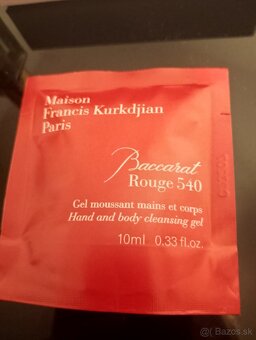 Maison
Francis Kurkdjian
Paris
Baccarat
Rouge 540
Gel moussant mains et corps
Hand and body cleansing gel
10ml 0.33 fl.oz.
Bazar.sk